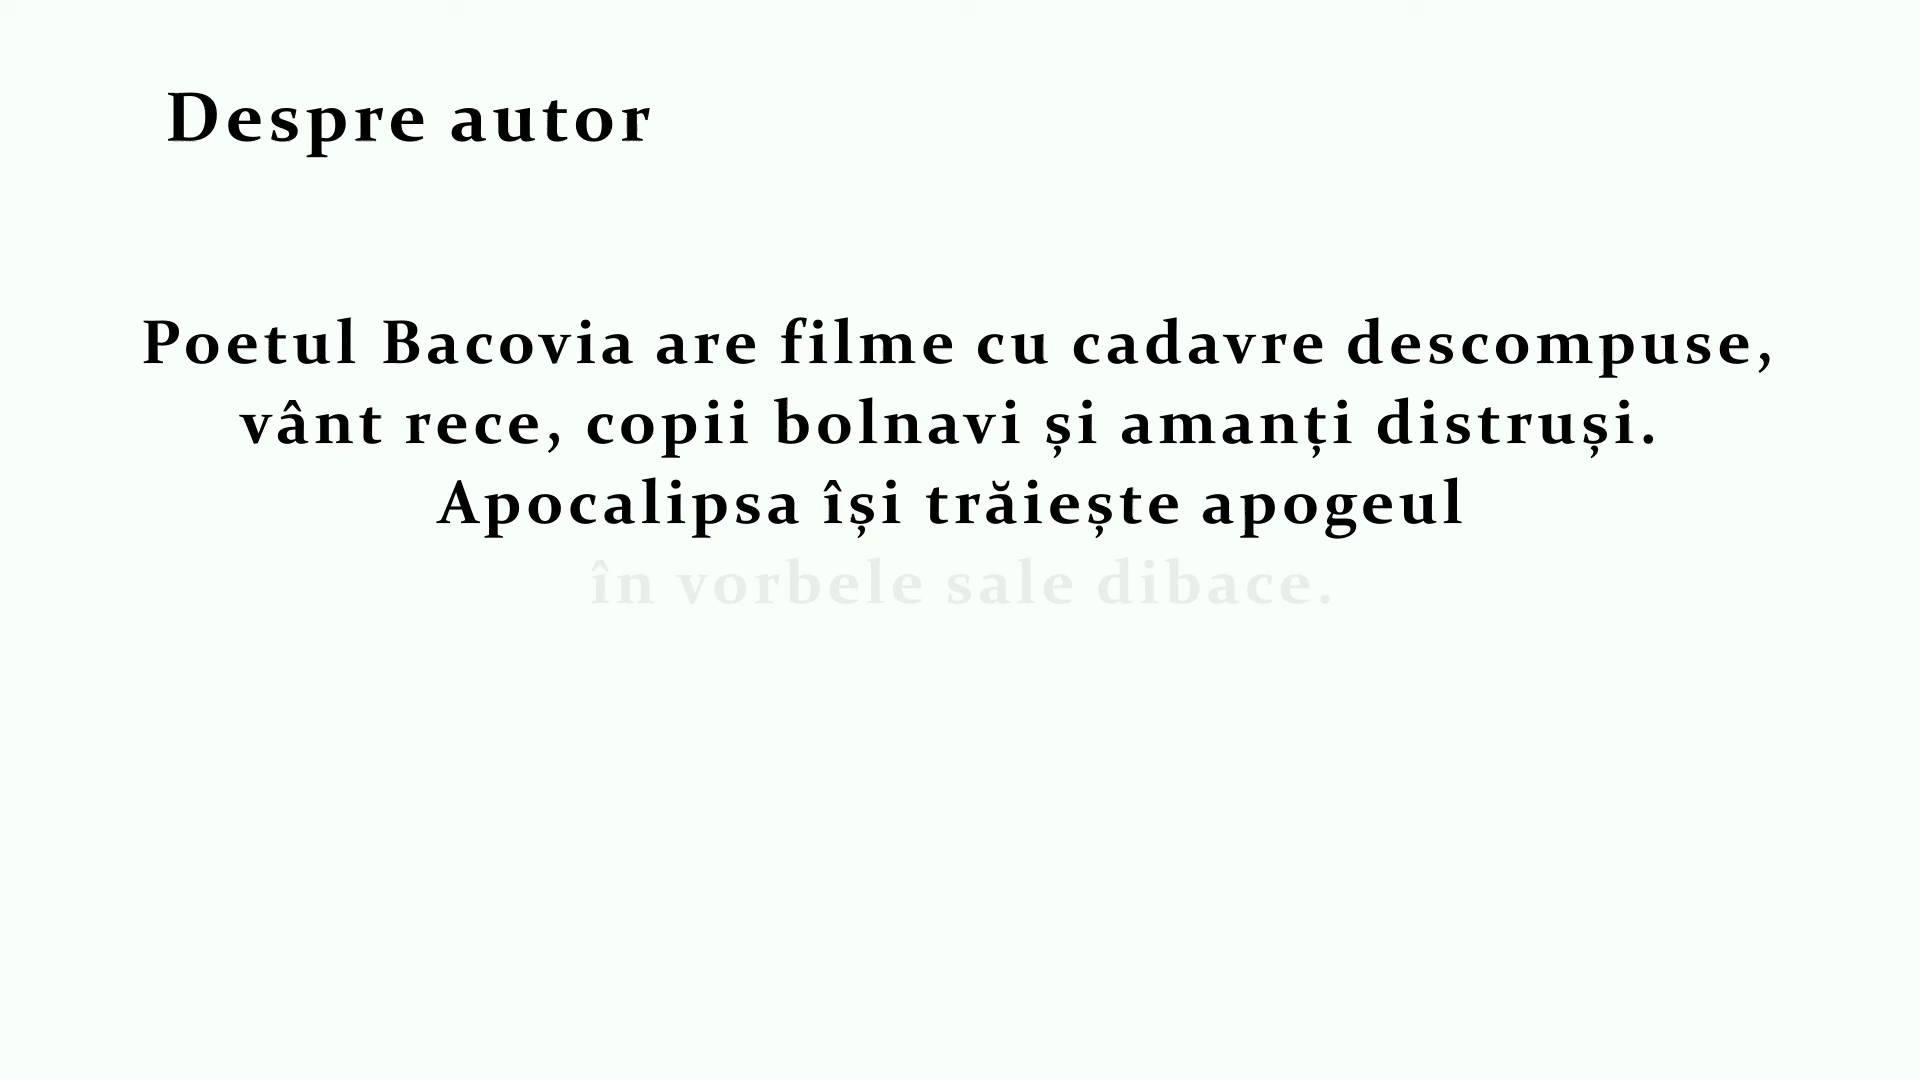 Despre autor
Poetul Bacovia are filme cu cadavre descompuse,
vânt rece, copii bolnavi și amanți distruși.
Apocalipsa își trăiește apogeul
în vorbele sale dibace.